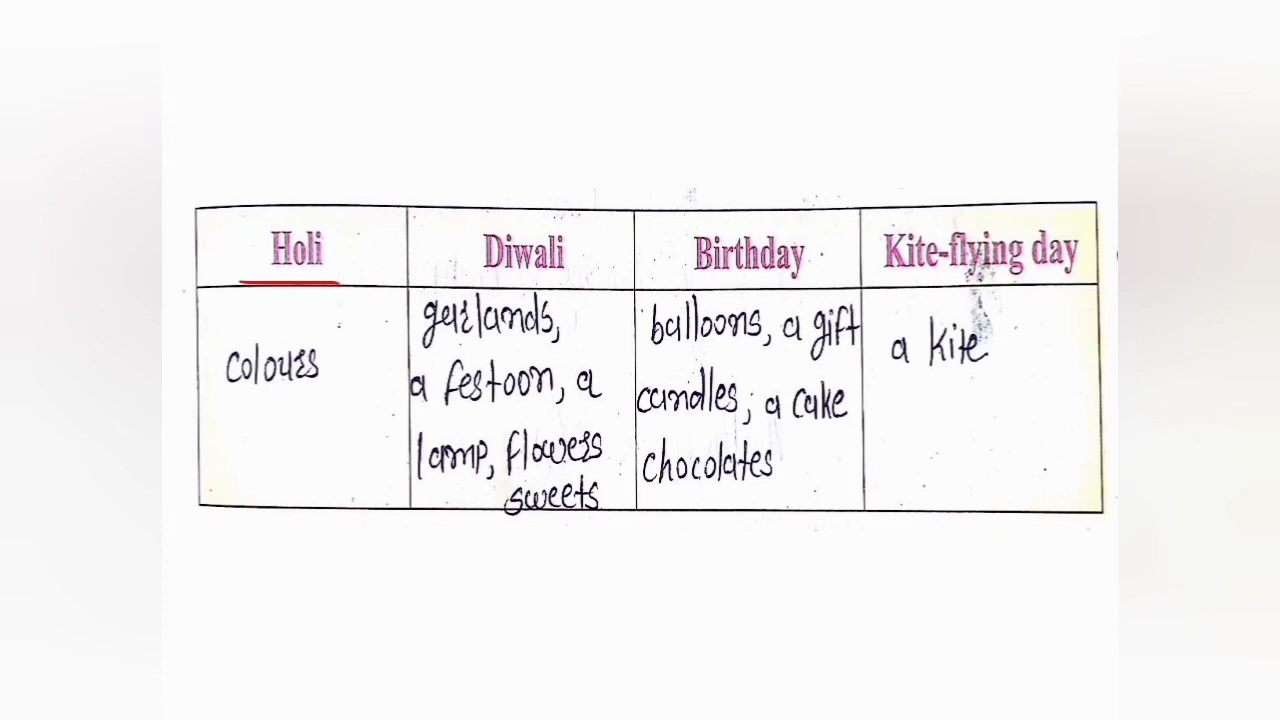 Holi Diwali Birthday Kite-flying day
colours
garlands,
a festoon, a
lamp, flowers
sweets
balloons, a gift
candles, a cake
chocolates
a kite